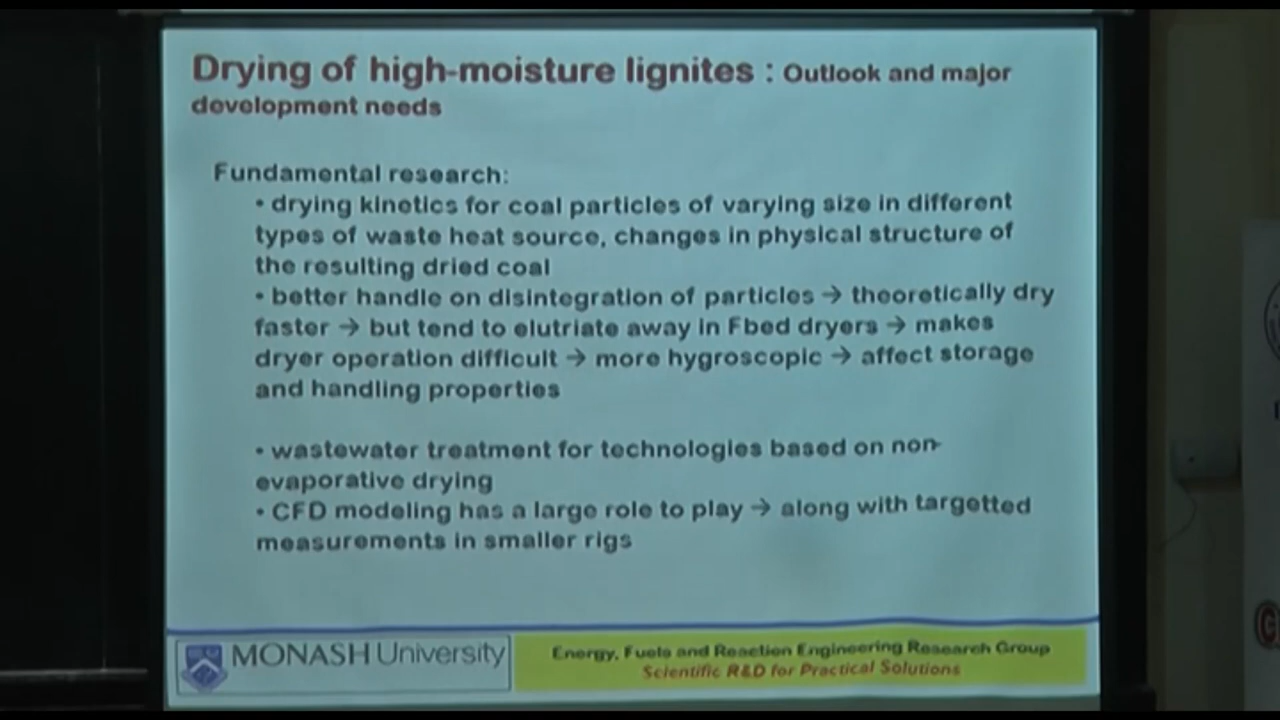 Drying of high-moisture lignites : Outlook and major
development needs
Fundamental research:
• drying kinetics for coal particles of varying size in different
types of waste heat source, changes in physical structure of
the resulting dried coal
• better handle on disintegration of particles → theoretically dry
faster → but tend to elutriate away in Fbed dryers → makes
dryer operation difficult → more hygroscopic → affect storage
and handling properties
• wastewater treatment for technologies based on non-
evaporative drying
• CFD modeling has a large role to play → along with targetted
measurements in smaller rigs
MONASH University
Energy, Fuels and Reaction Engineering Research Group
Scientific R&D for Practical Solutions